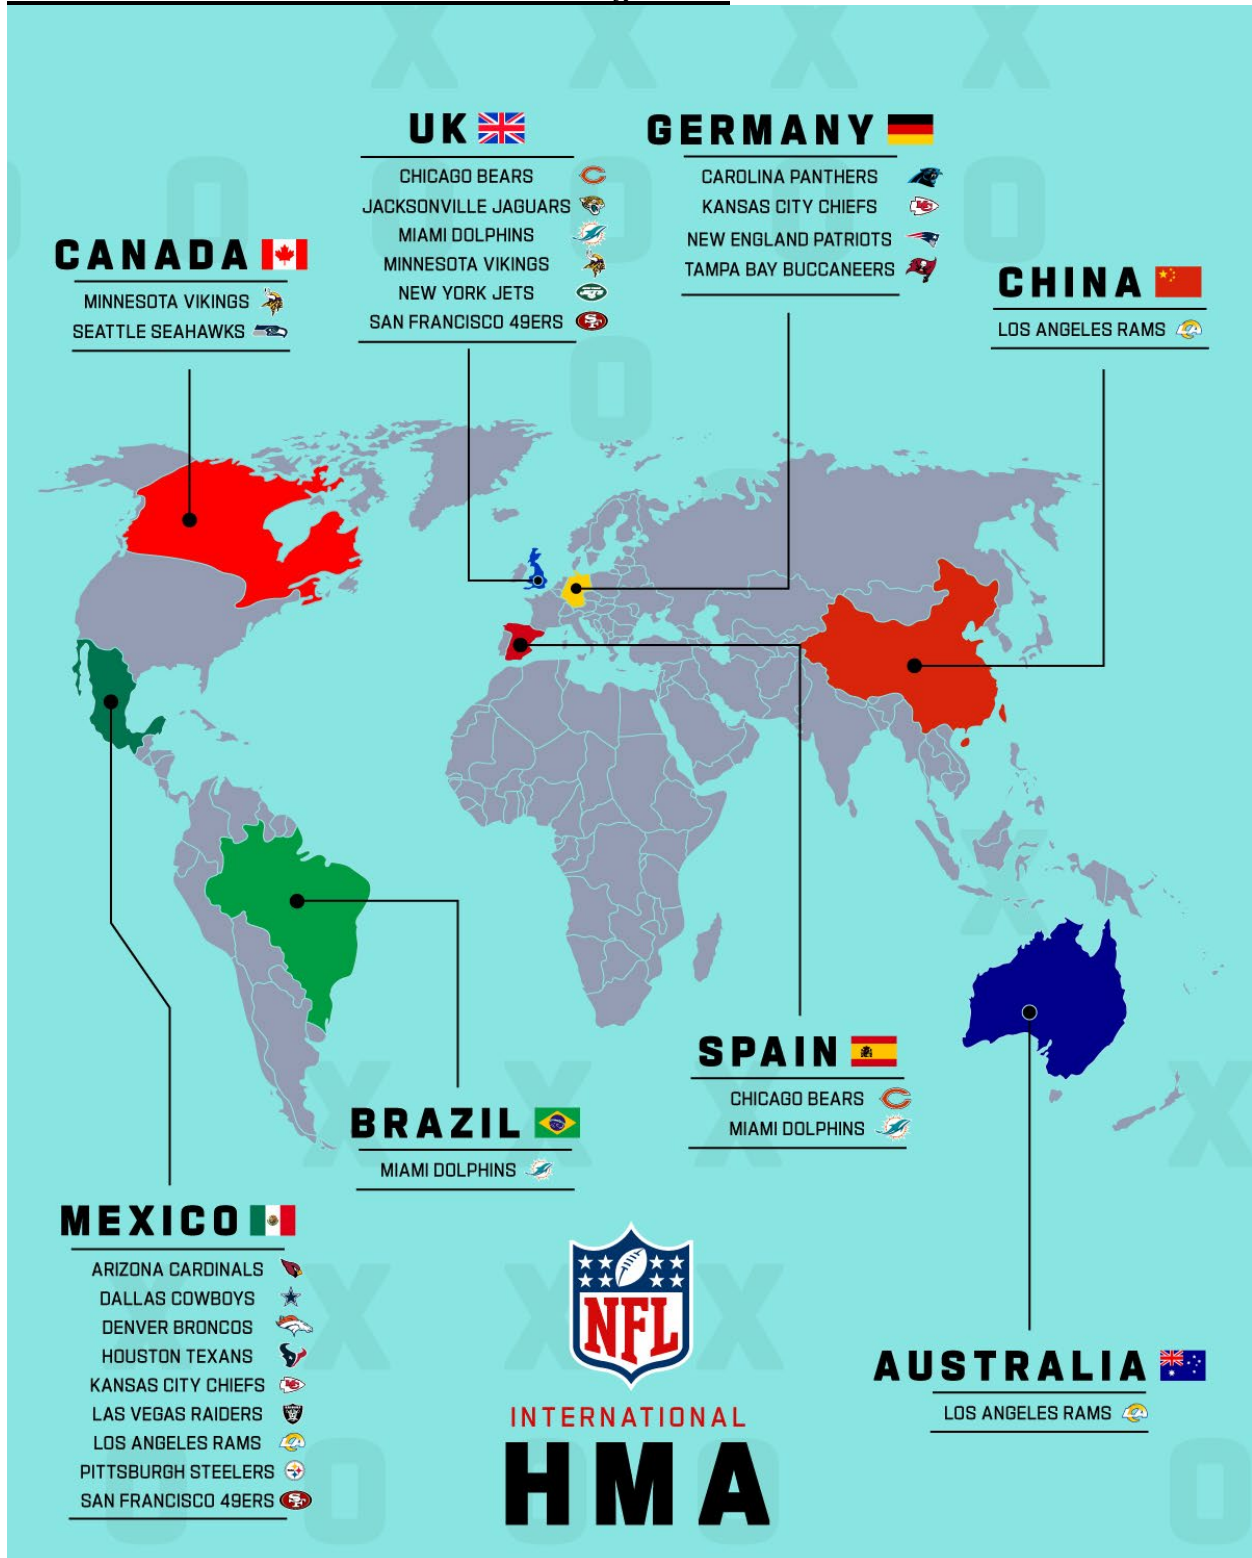 UK
CHICAGO BEARS
JACKSONVILLE JAGUARS
MIAMI DOLPHINS
MINNESOTA VIKINGS
NEW YORK JETS
SAN FRANCISCO 49ERS
GERMANY
CAROLINA PANTHERS
KANSAS CITY CHIEFS
NEW ENGLAND PATRIOTS
TAMPA BAY BUCCANEERS
CANADA
MINNESOTA VIKINGS
SEATTLE SEAHAWKS
CHINA
LOS ANGELES RAMS
SPAIN
CHICAGO BEARS
MIAMI DOLPHINS
BRAZIL
MIAMI DOLPHINS
MEXICO
ARIZONA CARDINALS
DALLAS COWBOYS
DENVER BRONCOS
HOUSTON TEXANS
KANSAS CITY CHIEFS
LAS VEGAS RAIDERS
LOS ANGELES RAMS
PITTSBURGH STEELERS
SAN FRANCISCO 49ERS
AUSTRALIA
LOS ANGELES RAMS
NFL
INTERNATIONAL
HMA